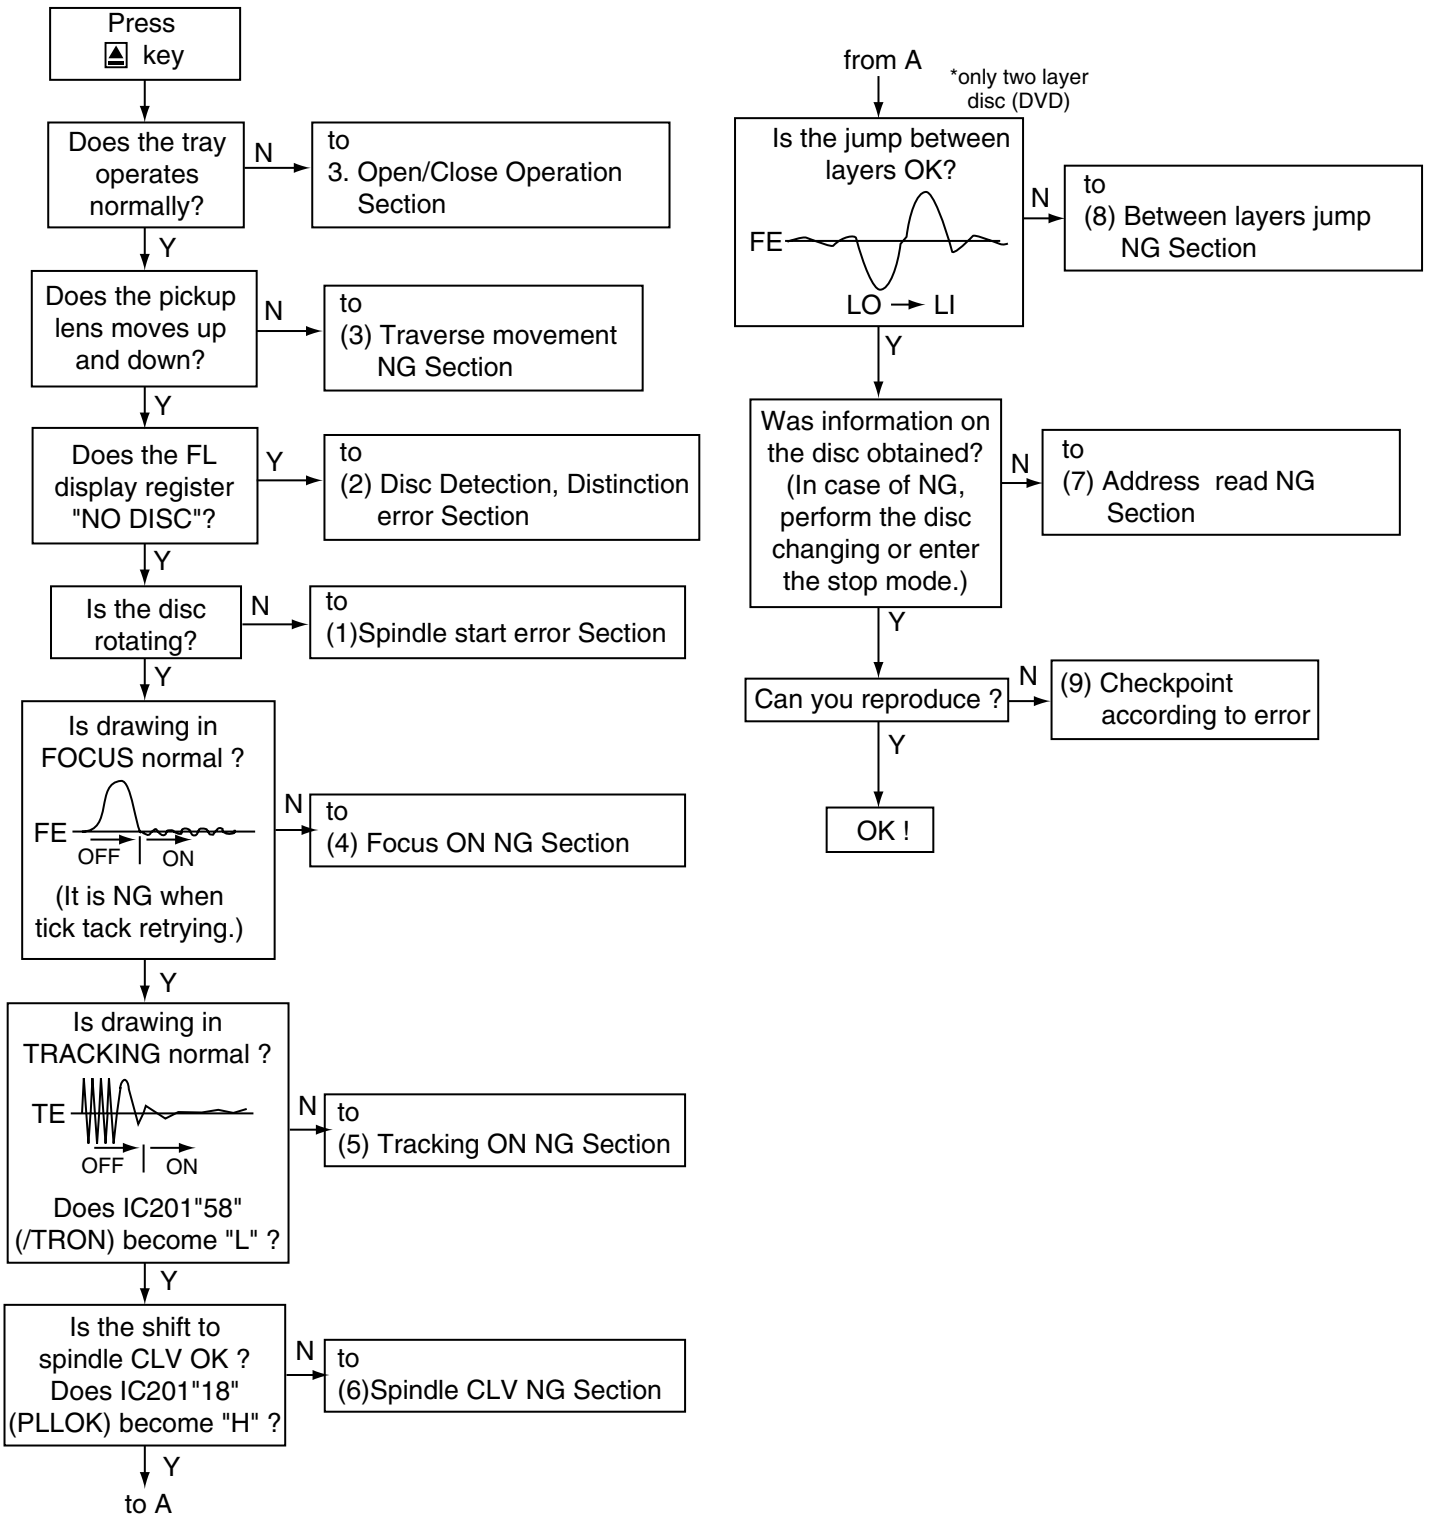 Press
key
Does the tray
operates
normally?
N
to
3. Open/Close Operation
Section
Y
Does the pickup
lens moves up
and down?
N
to
(3) Traverse movement
NG Section
Y
Does the FL
display register
"NO DISC"?
Y
to
(2) Disc Detection, Distinction
error Section
Y
Is the disc
rotating?
N
to
(1)Spindle start error Section
Y
Is drawing in
FOCUS normal ?
FE
OFF
ON
(It is NG when
tick tack retrying.)
N
to
(4) Focus ON NG Section
Y
Is drawing in
TRACKING normal ?
TE
OFF
ON
Does IC201"58"
(/TRON) become "L" ?
N
to
(5) Tracking ON NG Section
Y
Is the shift to
spindle CLV OK ?
Does IC201"18"
(PLLOK) become "H" ?
N
to
(6)Spindle CLV NG Section
Y
to A
from A
*only two layer
disc (DVD)
Is the jump between
layers OK?
FE
LO → LI
N
to
(8) Between layers jump
NG Section
Y
Was information on
the disc obtained?
(In case of NG,
perform the disc
changing or enter
the stop mode.)
N
to
(7) Address read NG
Section
Y
Can you reproduce ?
N
(9) Checkpoint
according to error
Y
OK !